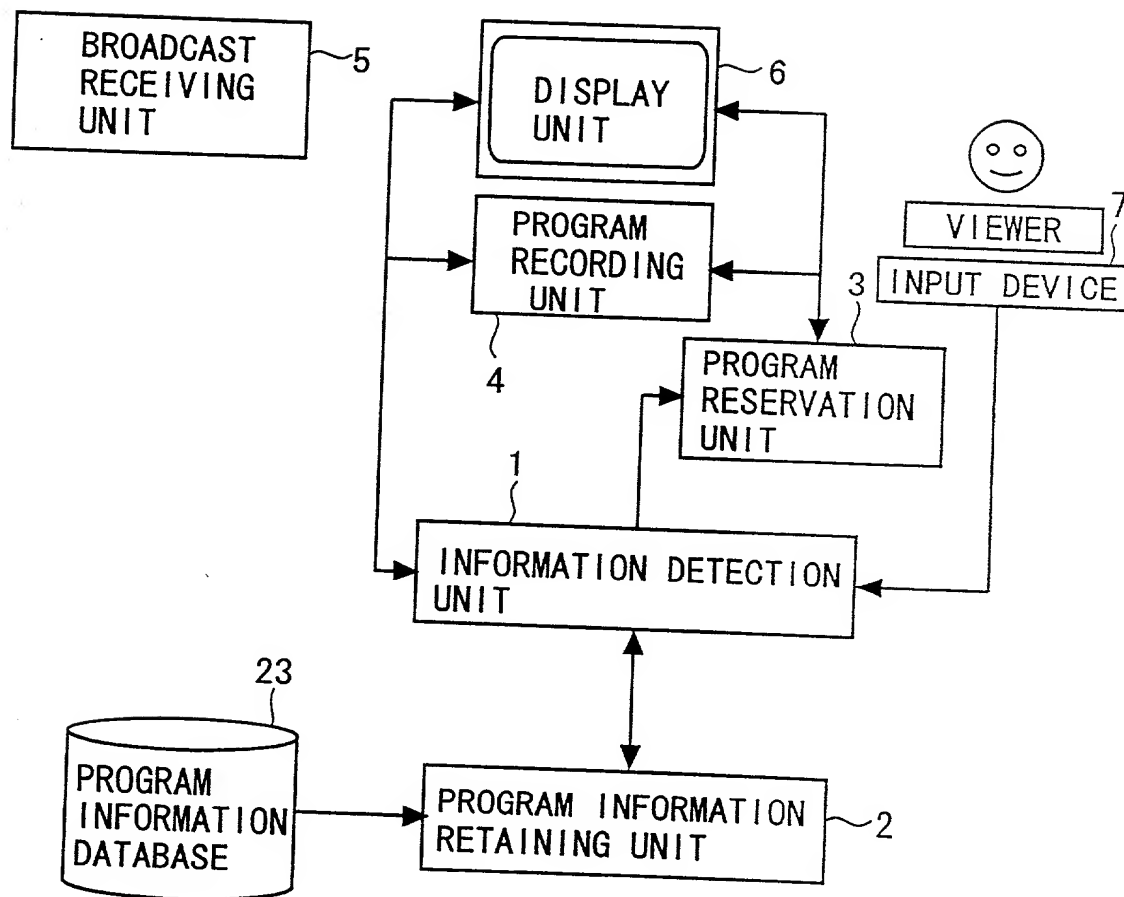 BROADCAST
RECEIVING
UNIT
5
DISPLAY
UNIT
6
PROGRAM
RECORDING
UNIT
4
VIEWER
7
INPUT DEVICE
3
PROGRAM
RESERVATION
UNIT
1
INFORMATION DETECTION
UNIT
23
PROGRAM
INFORMATION
DATABASE
PROGRAM INFORMATION
RETAINING UNIT
2